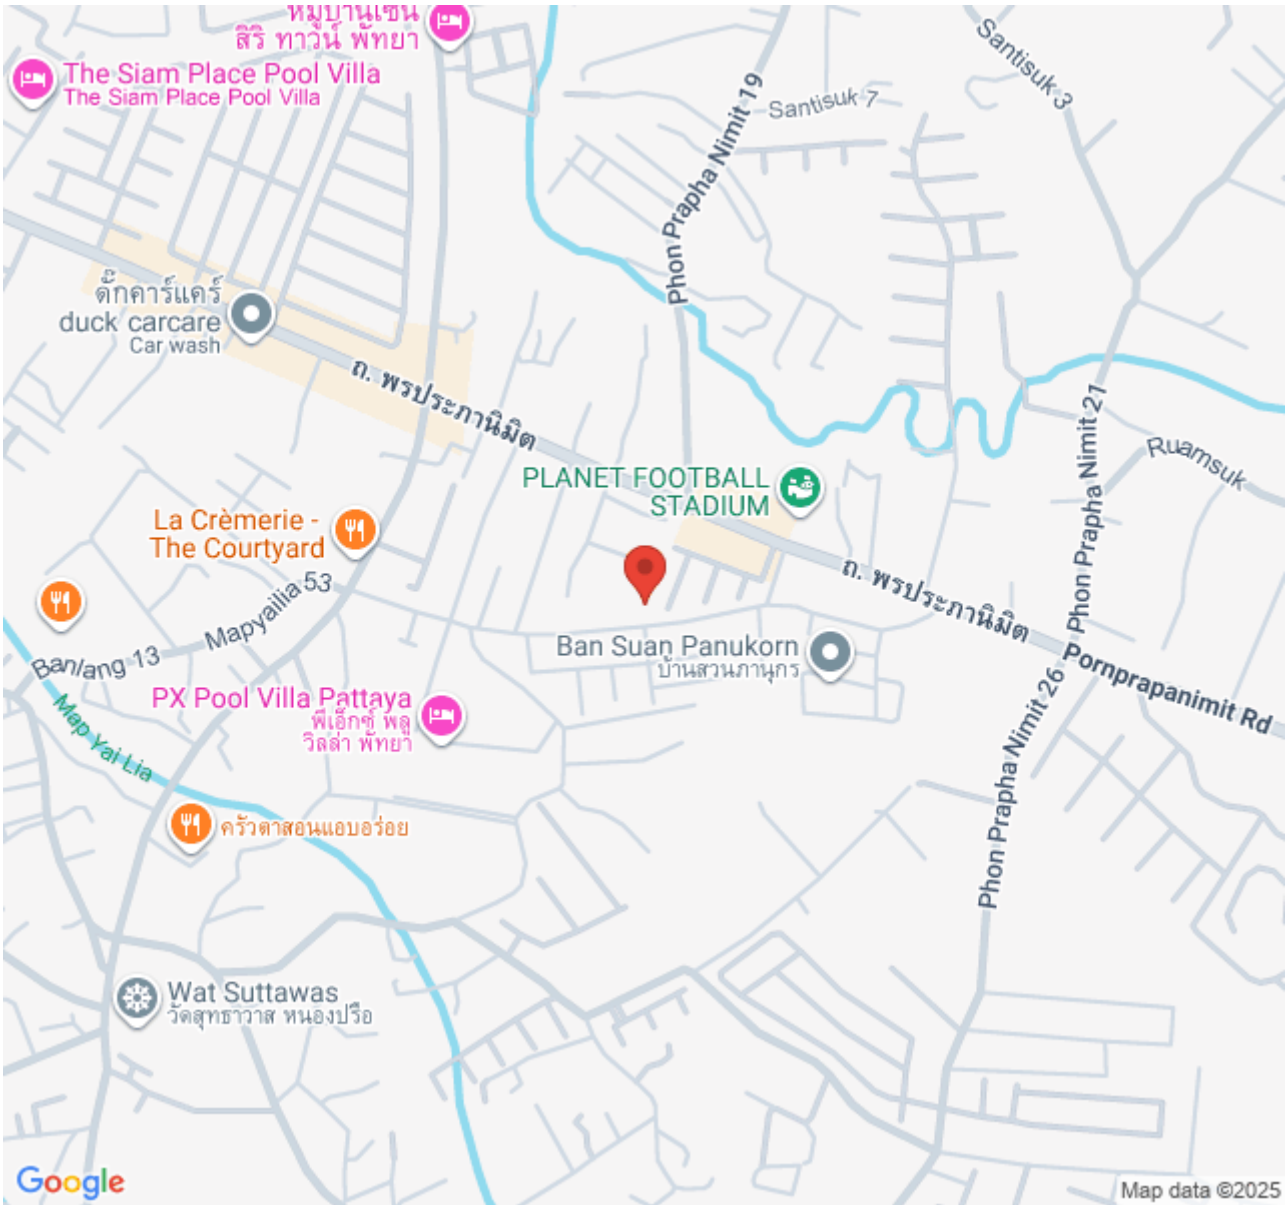 หมู่บ้านเซน
สิริ ทาวน์ พัทยา
The Siam Place Pool Villa
The Siam Place Pool Villa
Santisuk 3
Santisuk 7
Phon Prapha Nimit 19
ดั๊กคาร์แคร์
duck carcare
Car wash
ถ. พรประภานิมิต
Phon Prapha Nimit 21
Ruamsuk
PLANET FOOTBALL
STADIUM
La Crèmerie -
The Courtyard
ถ. พรประภานิมิต
Mapyailia 53
Banlang 13
Ban Suan Panukorn
บ้านสวนภานุกร
Pornprapanimit Rd
PX Pool Villa Pattaya
พีเอ็กซ์ พลู
วิลล่า พัทยา
Map Yai Lia
Phon Prapha Nimit 26
ครัวตาสอนแอบอร่อย
Wat Suttawas
วัดสุทธาวาส หนองปรือ
Google
Map data ©2025